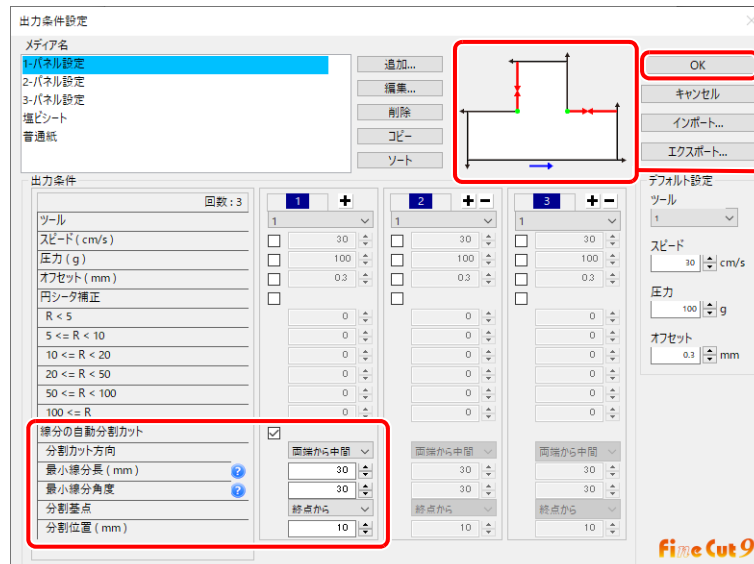 出力条件設定
メディア名
1-パネル設定
2-パネル設定
3-パネル設定
塩ビシート
普通紙
追加...
編集...
削除
コピー
ソート
OK
キャンセル
インポート...
エクスポート...
出力条件
回数:3
1 + 2 + - 3 + -
ツール 1 1 1
スピード(cm/s) 30 30 30
圧力(g) 100 100 100
オフセット(mm) 0.3 0.3 0.3
円シータ補正
R < 5 0 0 0
5 <= R < 10 0 0 0
10 <= R < 20 0 0 0
20 <= R < 50 0 0 0
50 <= R < 100 0 0 0
100 <= R 0 0 0
線分の自動分割カット
分割カット方向 両端から中間 両端から中間 両端から中間
最小線分長(mm) ? 30 30 30
最小線分角度 ? 30 30 30
分割基点 終点から 終点から 終点から
分割位置(mm) 10 10 10
デフォルト設定
ツール
1
スピード
30 cm/s
圧力
100 g
オフセット
0.3 mm
Fine Cut 9